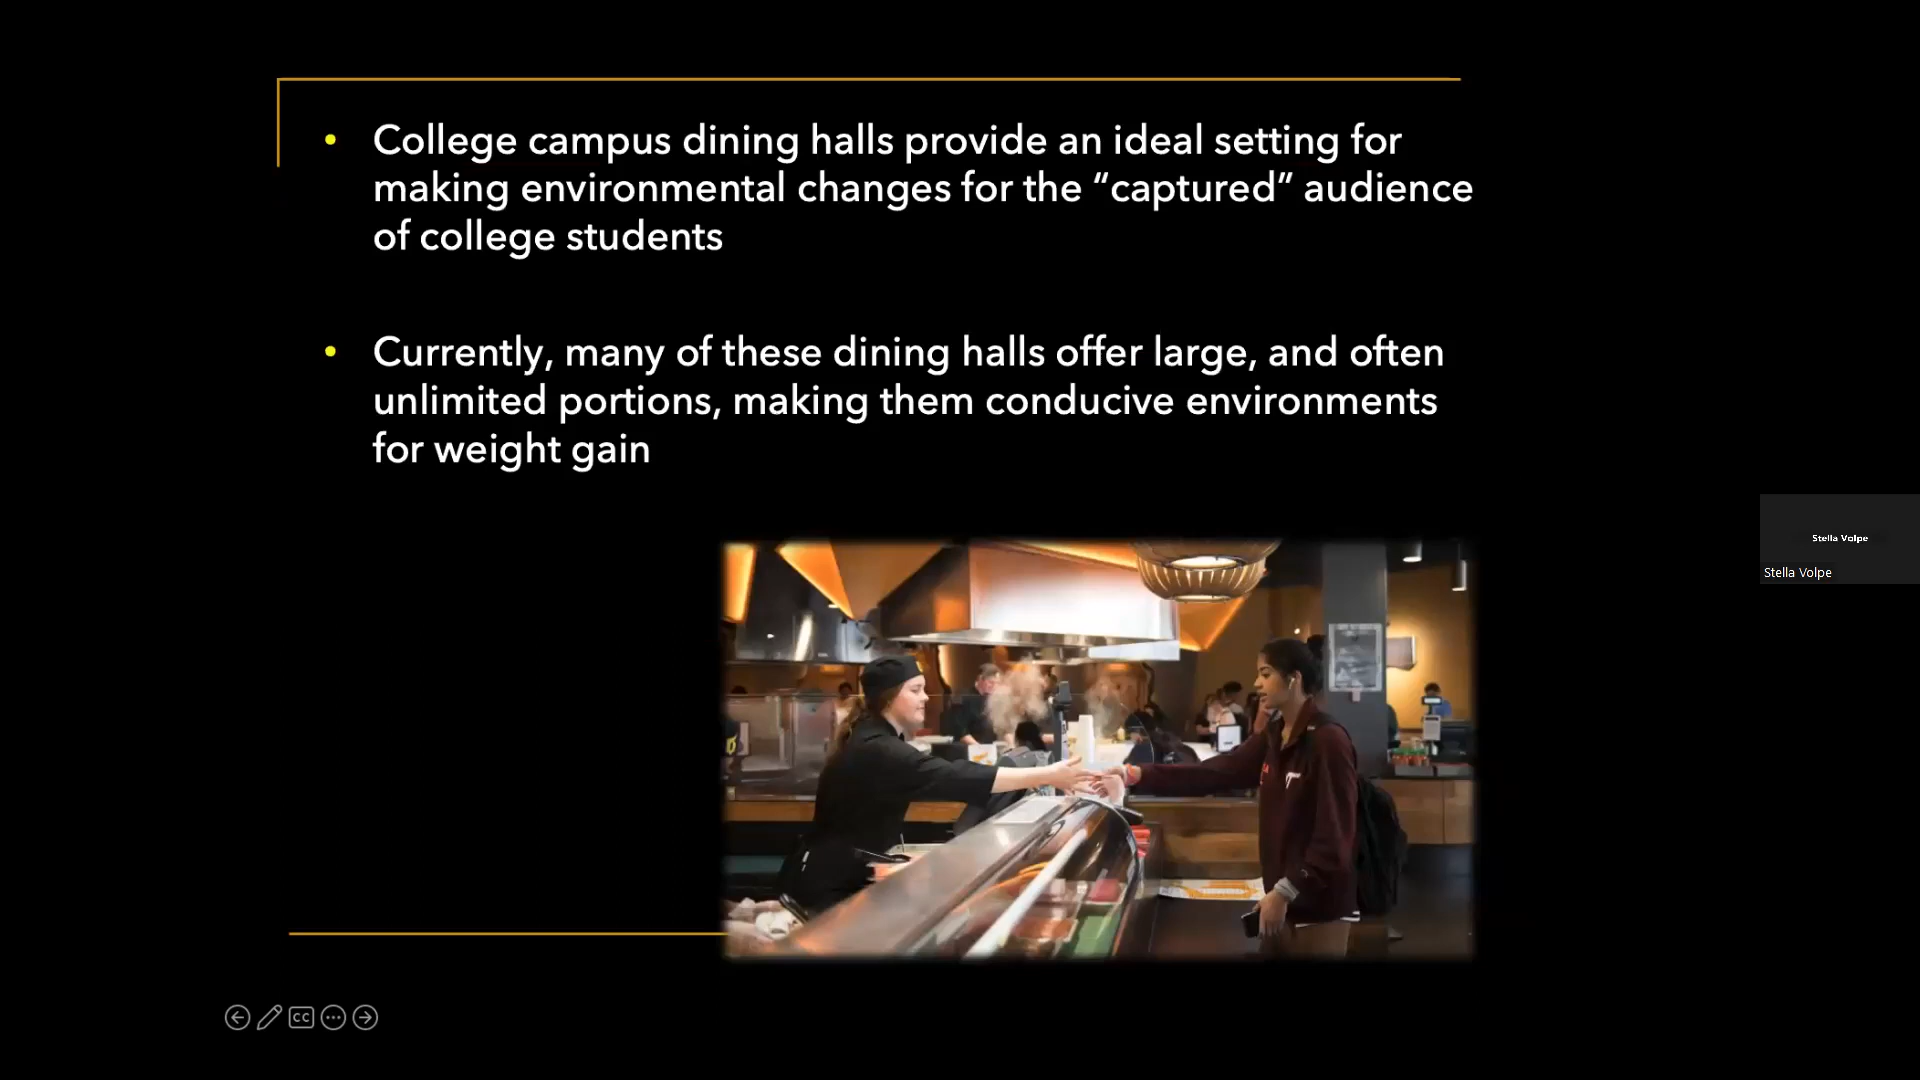 College campus dining halls provide an ideal setting for
making environmental changes for the “captured” audience
of college students
Currently, many of these dining halls offer large, and often
unlimited portions, making them conducive environments
for weight gain
Stella Volpe
Stella Volpe
CC